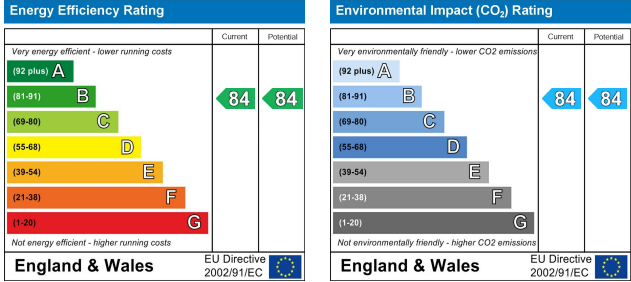 Energy Efficiency Rating
Current Potential
Very energy efficient - lower running costs
(92 plus) A
(81-91) B 84 84
(69-80) C
(55-68) D
(39-54) E
(21-38) F
(1-20) G
Not energy efficient - higher running costs
England & Wales
EU Directive
2002/91/EC
Environmental Impact (CO2) Rating
Current Potential
Very environmentally friendly - lower CO2 emissions
(92 plus) A
(81-91) B 84 84
(69-80) C
(55-68) D
(39-54) E
(21-38) F
(1-20) G
Not environmentally friendly - higher CO2 emissions
England & Wales
EU Directive
2002/91/EC